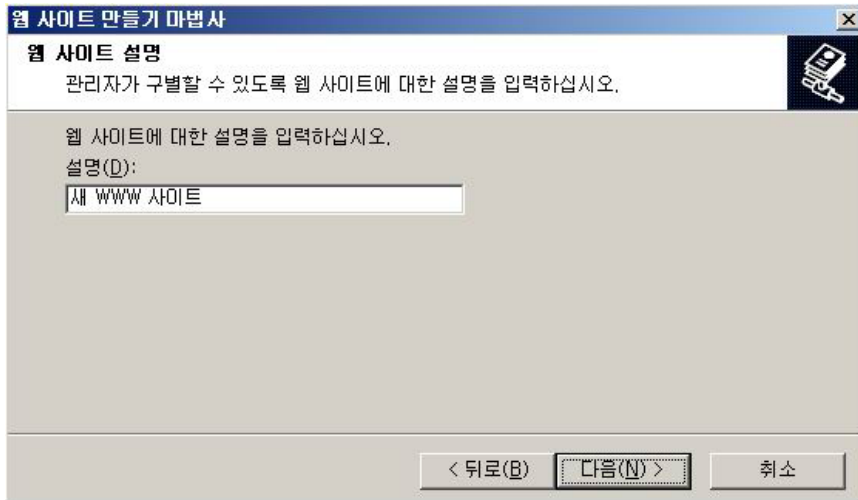 웹 사이트 만들기 마법사
웹 사이트 설명
관리자가 구별할 수 있도록 웹 사이트에 대한 설명을 입력하십시오.
웹 사이트에 대한 설명을 입력하십시오.
설명(D):
새 WWW 사이트
< 뒤로(B) 다음(N) > 취소